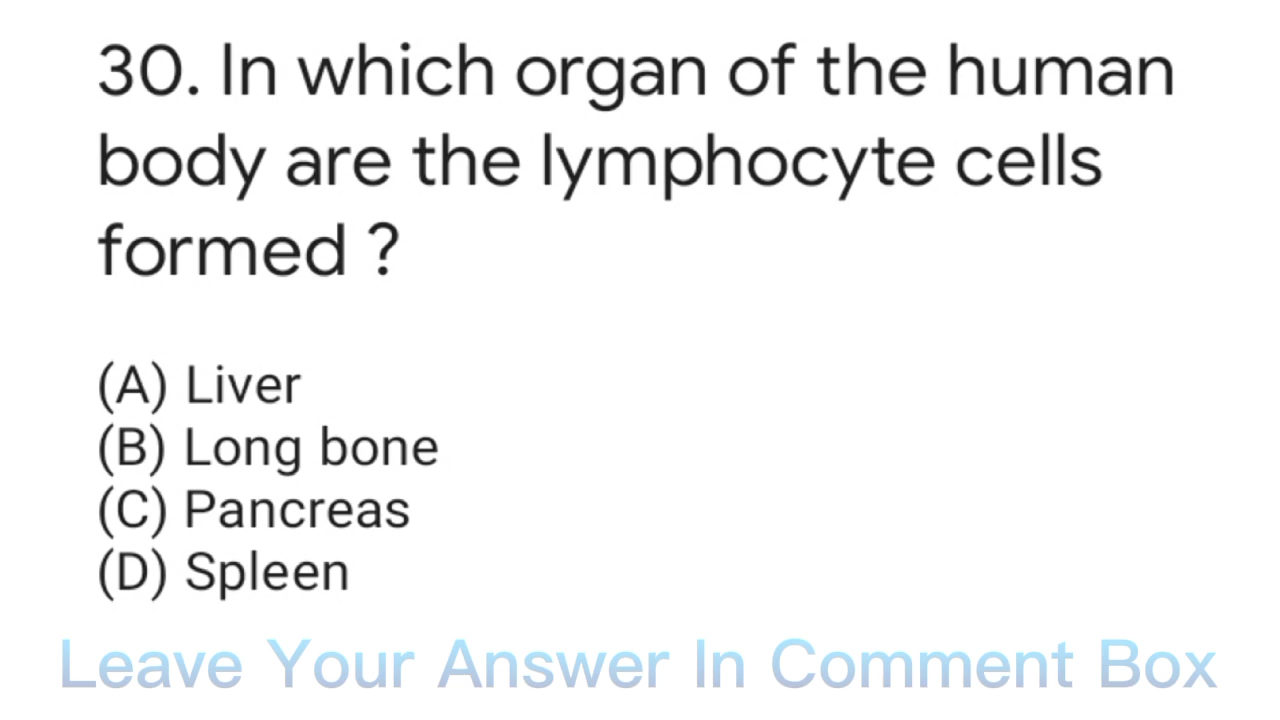 30. In which organ of the human
body are the lymphocyte cells
formed ?
(A) Liver
(B) Long bone
(C) Pancreas
(D) Spleen
Leave Your Answer In Comment Box